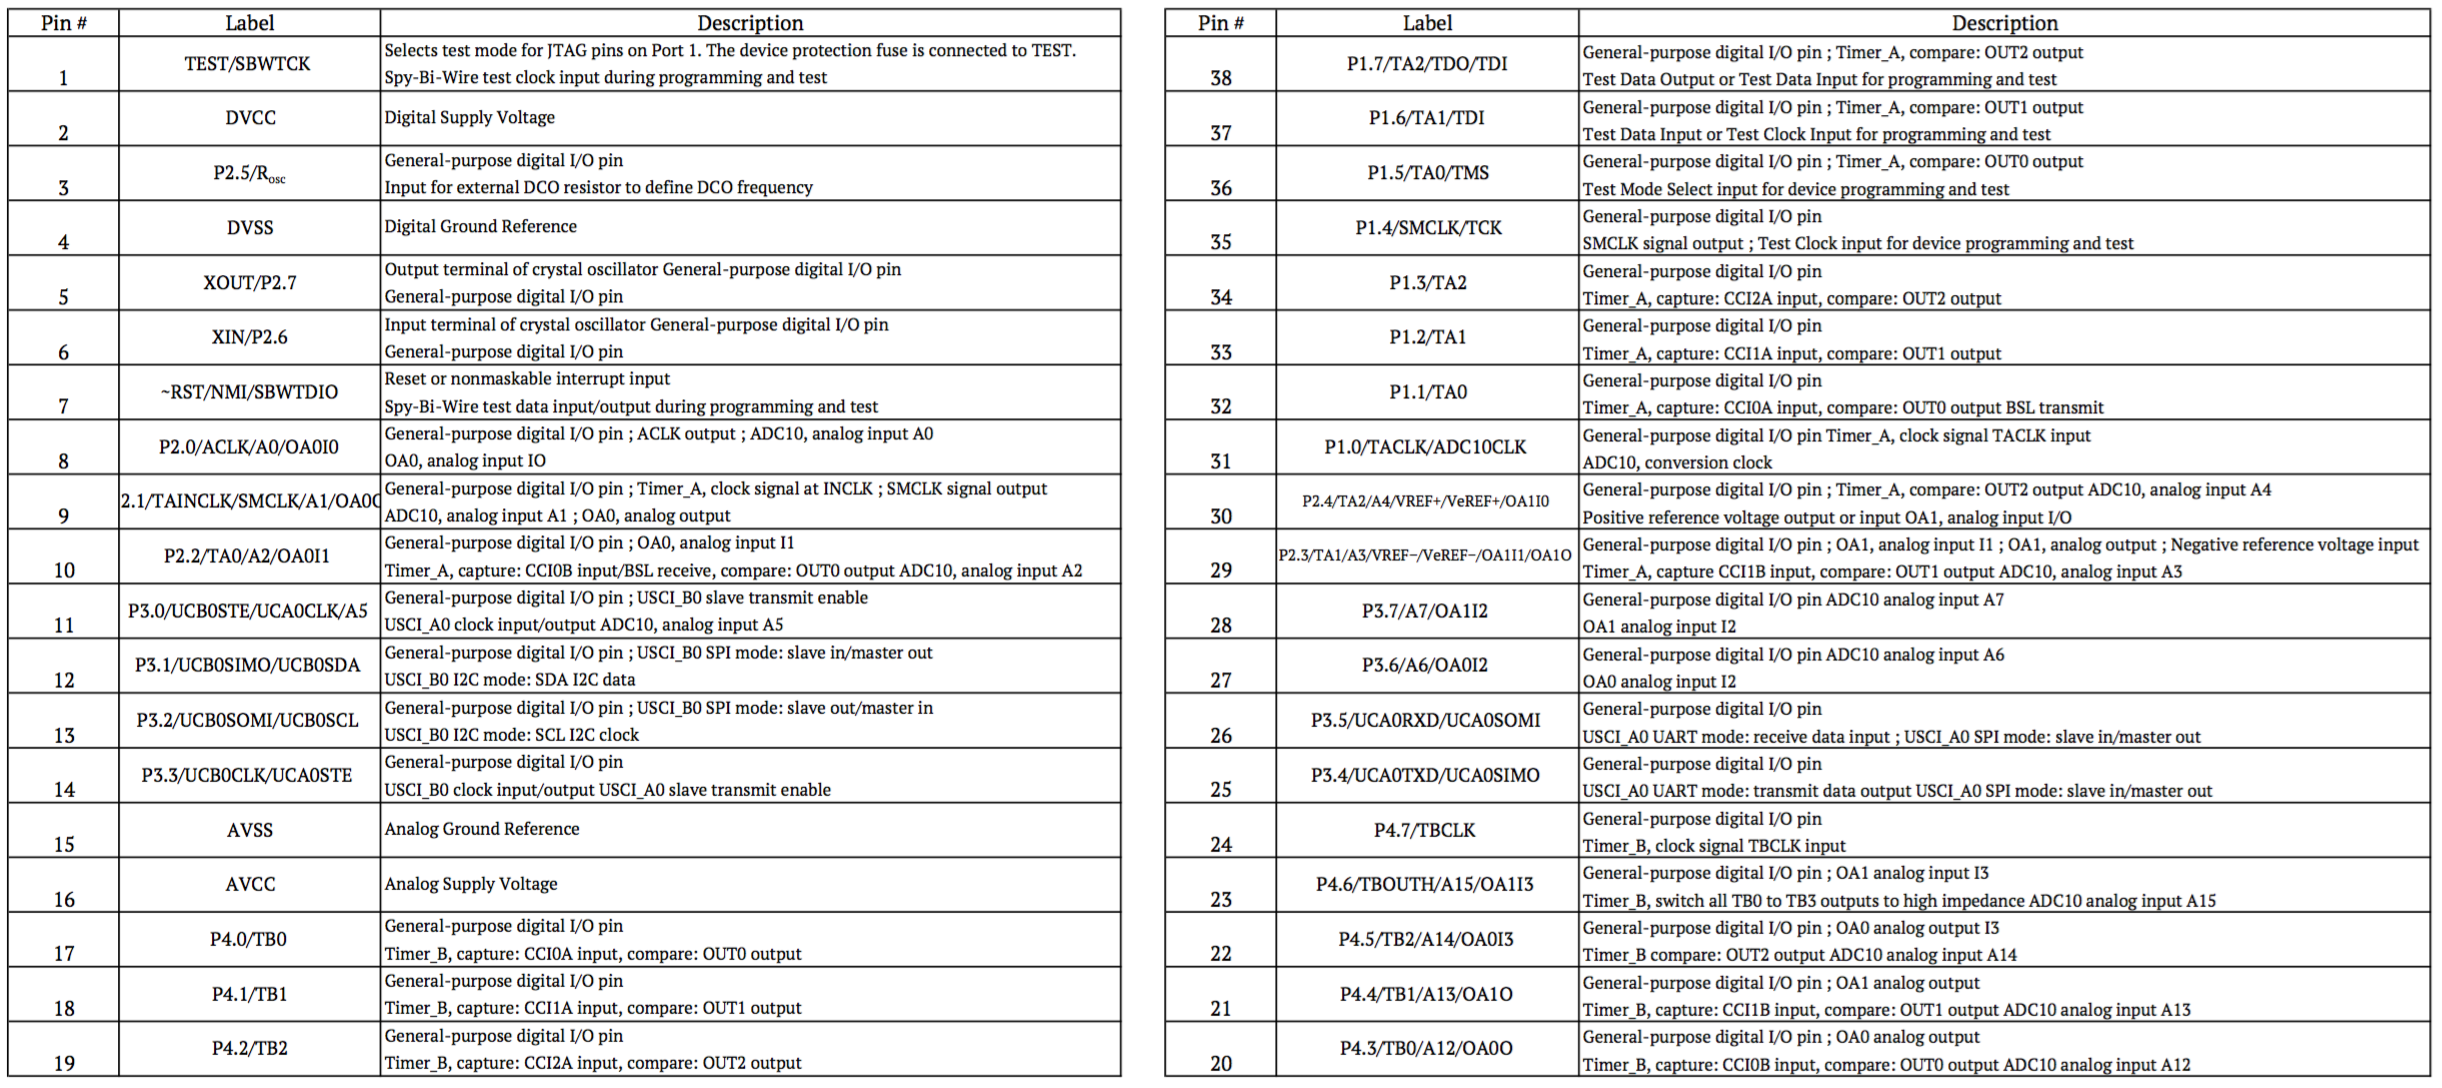 Pin # Label Description
1 TEST/SBWTCK Selects test mode for JTAG pins on Port 1. The device protection fuse is connected to TEST.
Spy-Bi-Wire test clock input during programming and test
2 DVCC Digital Supply Voltage
3 P2.5/Rosc General-purpose digital I/O pin
Input for external DCO resistor to define DCO frequency
4 DVSS Digital Ground Reference
5 XOUT/P2.7 Output terminal of crystal oscillator General-purpose digital I/O pin
General-purpose digital I/O pin
6 XIN/P2.6 Input terminal of crystal oscillator General-purpose digital I/O pin
General-purpose digital I/O pin
7 ~RST/NMI/SBWTDIO Reset or nonmaskable interrupt input
Spy-Bi-Wire test data input/output during programming and test
8 P2.0/ACLK/A0/OA0I0 General-purpose digital I/O pin ; ACLK output ; ADC10, analog input A0
OA0, analog input IO
9 2.1/TAINCLK/SMCLK/A1/OA0O General-purpose digital I/O pin ; Timer_A, clock signal at INCLK ; SMCLK signal output
ADC10, analog input A1 ; OA0, analog output
10 P2.2/TA0/A2/OA0I1 General-purpose digital I/O pin ; OA0, analog input I1
Timer_A, capture: CCI0B input/BSL receive, compare: OUT0 output ADC10, analog input A2
11 P3.0/UCB0STE/UCA0CLK/A5 General-purpose digital I/O pin ; USCI_B0 slave transmit enable
USCI_A0 clock input/output ADC10, analog input A5
12 P3.1/UCB0SIMO/UCB0SDA General-purpose digital I/O pin ; USCI_B0 SPI mode: slave in/master out
USCI_B0 I2C mode: SDA I2C data
13 P3.2/UCB0SOMI/UCB0SCL General-purpose digital I/O pin ; USCI_B0 SPI mode: slave out/master in
USCI_B0 I2C mode: SCL I2C clock
14 P3.3/UCB0CLK/UCA0STE General-purpose digital I/O pin
USCI_B0 clock input/output USCI_A0 slave transmit enable
15 AVSS Analog Ground Reference
16 AVCC Analog Supply Voltage
17 P4.0/TB0 General-purpose digital I/O pin
Timer_B, capture: CCI0A input, compare: OUT0 output
18 P4.1/TB1 General-purpose digital I/O pin
Timer_B, capture: CCI1A input, compare: OUT1 output
19 P4.2/TB2 General-purpose digital I/O pin
Timer_B, capture: CCI2A input, compare: OUT2 output
Pin # Label Description
38 P1.7/TA2/TDO/TDI General-purpose digital I/O pin ; Timer_A, compare: OUT2 output
Test Data Output or Test Data Input for programming and test
37 P1.6/TA1/TDI General-purpose digital I/O pin ; Timer_A, compare: OUT1 output
Test Data Input or Test Clock Input for programming and test
36 P1.5/TA0/TMS General-purpose digital I/O pin ; Timer_A, compare: OUT0 output
Test Mode Select input for device programming and test
35 P1.4/SMCLK/TCK General-purpose digital I/O pin
SMCLK signal output ; Test Clock input for device programming and test
34 P1.3/TA2 General-purpose digital I/O pin
Timer_A, capture: CCI2A input, compare: OUT2 output
33 P1.2/TA1 General-purpose digital I/O pin
Timer_A, capture: CCI1A input, compare: OUT1 output
32 P1.1/TA0 General-purpose digital I/O pin
Timer_A, capture: CCI0A input, compare: OUT0 output BSL transmit
31 P1.0/TACLK/ADC10CLK General-purpose digital I/O pin Timer_A, clock signal TACLK input
ADC10, conversion clock
30 P2.4/TA2/A4/VREF+/VeREF+/OA1I0 General-purpose digital I/O pin ; Timer_A, compare: OUT2 output ADC10, analog input A4
Positive reference voltage output or input OA1, analog input I/O
29 P2.3/TA1/A3/VREF−/VeREF−/OA1I1/OA1O General-purpose digital I/O pin ; OA1, analog input I1 ; OA1, analog output ; Negative reference voltage input
Timer_A, capture CCI1B input, compare: OUT1 output ADC10, analog input A3
28 P3.7/A7/OA1I2 General-purpose digital I/O pin ADC10 analog input A7
OA1 analog input I2
27 P3.6/A6/OA0I2 General-purpose digital I/O pin ADC10 analog input A6
OA0 analog input I2
26 P3.5/UCA0RXD/UCA0SOMI General-purpose digital I/O pin
USCI_A0 UART mode: receive data input ; USCI_A0 SPI mode: slave in/master out
25 P3.4/UCA0TXD/UCA0SIMO General-purpose digital I/O pin
USCI_A0 UART mode: transmit data output USCI_A0 SPI mode: slave in/master out
24 P4.7/TBCLK General-purpose digital I/O pin
Timer_B, clock signal TBCLK input
23 P4.6/TBOUTH/A15/OA1I3 General-purpose digital I/O pin ; OA1 analog input I3
Timer_B, switch all TB0 to TB3 outputs to high impedance ADC10 analog input A15
22 P4.5/TB2/A14/OA0I3 General-purpose digital I/O pin ; OA0 analog output I3
Timer_B compare: OUT2 output ADC10 analog input A14
21 P4.4/TB1/A13/OA1O General-purpose digital I/O pin ; OA1 analog output
Timer_B, capture: CCI1B input, compare: OUT1 output ADC10 analog input A13
20 P4.3/TB0/A12/OA0O General-purpose digital I/O pin ; OA0 analog output
Timer_B, capture: CCI0B input, compare: OUT0 output ADC10 analog input A12